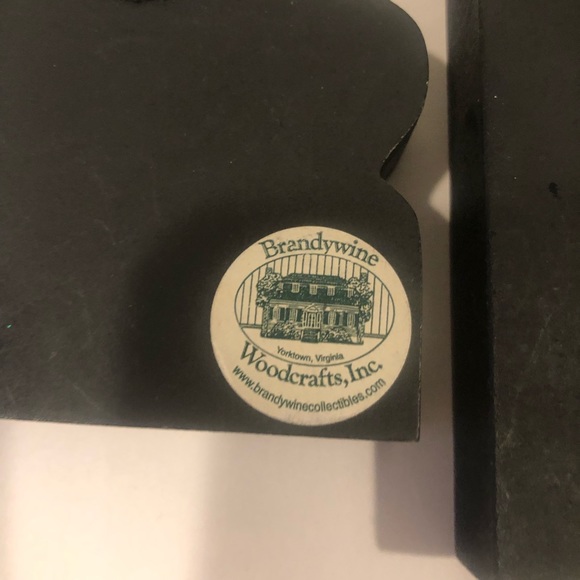 Brandywine
Yorktown, Virginia
Woodcrafts, Inc.
www.brandywinecollectibles.com